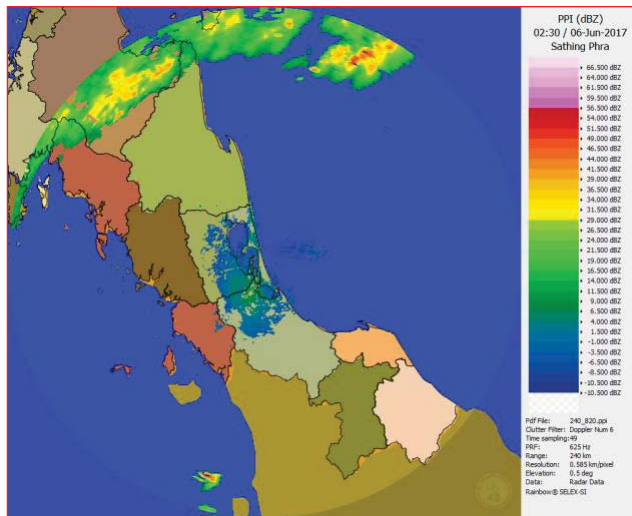 PPI (dBZ)
02:30 / 06-Jun-2017
Sathing Phra
66.500 dBZ
64.000 dBZ
61.500 dBZ
59.500 dBZ
56.500 dBZ
54.000 dBZ
51.500 dBZ
49.000 dBZ
46.500 dBZ
44.000 dBZ
41.500 dBZ
39.000 dBZ
36.500 dBZ
34.000 dBZ
31.500 dBZ
29.000 dBZ
26.500 dBZ
24.000 dBZ
21.500 dBZ
19.000 dBZ
16.500 dBZ
14.000 dBZ
11.500 dBZ
9.000 dBZ
6.500 dBZ
4.000 dBZ
1.500 dBZ
-1.000 dBZ
-3.500 dBZ
-6.000 dBZ
-8.500 dBZ
-10.500 dBZ
-10.500 dBZ
Pdf File: 240_820.ppi
Clutter Filter: Doppler Num 6
Time sampling: 49
PRF: 625 Hz
Range: 240 km
Resolution: 0.585 km/pixel
Elevation: 0.5 deg
Data: Radar Data
Rainbow® SELEX-SI